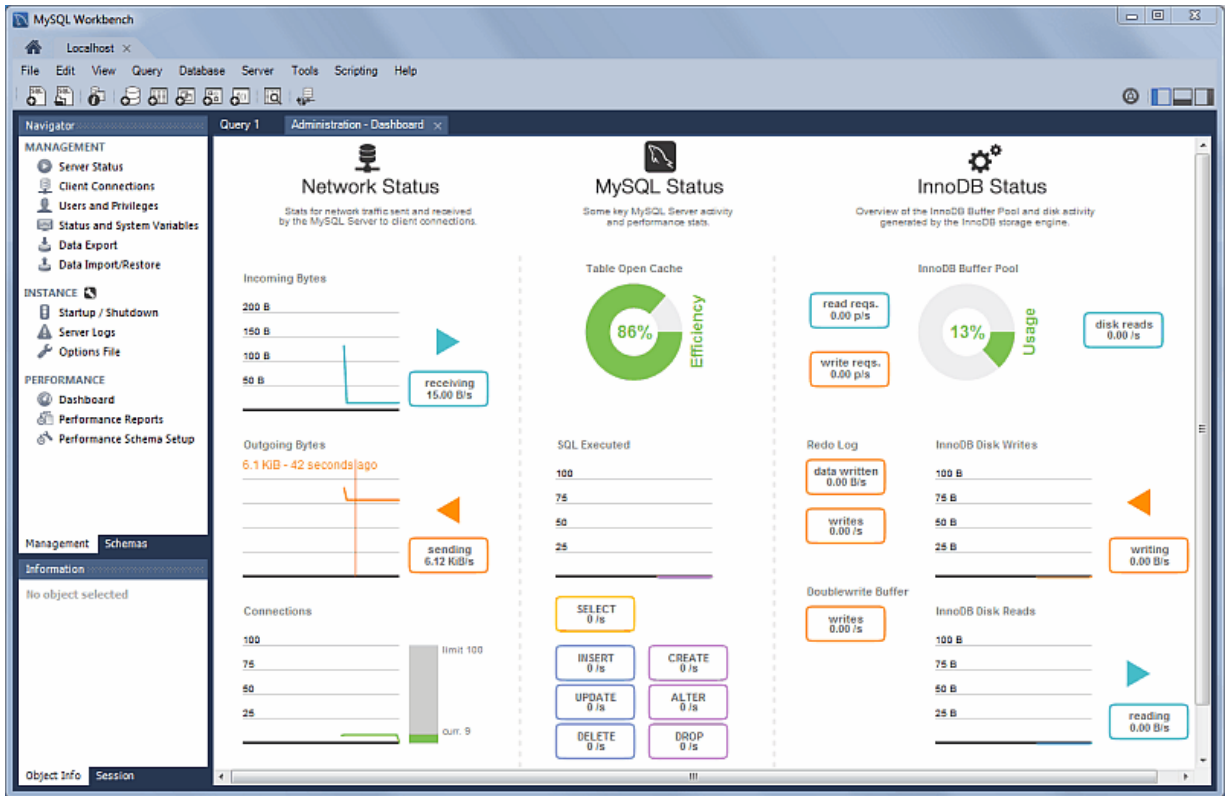 MySQL Workbench
Localhost
File Edit View Query Database Server Tools Scripting Help
Navigator
MANAGEMENT
Server Status
Client Connections
Users and Privileges
Status and System Variables
Data Export
Data Import/Restore
INSTANCE
Startup / Shutdown
Server Logs
Options File
PERFORMANCE
Dashboard
Performance Reports
Performance Schema Setup
Management Schemas
Information
No object selected
Object Info Session
Query 1 Administration - Dashboard
Network Status
Stats for network traffic sent and received
by the MySQL Server to client connections.
Incoming Bytes
200 B
150 B
100 B
50 B
receiving
15.00 B/s
Outgoing Bytes
6.1 KiB - 42 seconds ago
sending
6.12 KiB/s
Connections
100
75
50
25
limit 100
curr. 9
MySQL Status
Some key MySQL Server activity
and performance stats.
Table Open Cache
86%
Efficiency
SQL Executed
100
75
50
25
SELECT
0 /s
INSERT
0 /s
CREATE
0 /s
UPDATE
0 /s
ALTER
0 /s
DELETE
0 /s
DROP
0 /s
InnoDB Status
Overview of the InnoDB Buffer Pool and disk activity
generated by the InnoDB storage engine.
InnoDB Buffer Pool
read reqs.
0.00 p/s
write reqs.
0.00 p/s
13%
Usage
disk reads
0.00 /s
Redo Log
data written
0.00 B/s
writes
0.00 /s
Doublewrite Buffer
writes
0.00 /s
InnoDB Disk Writes
100 B
75 B
50 B
25 B
writing
0.00 B/s
InnoDB Disk Reads
100 B
75 B
50 B
25 B
reading
0.00 B/s